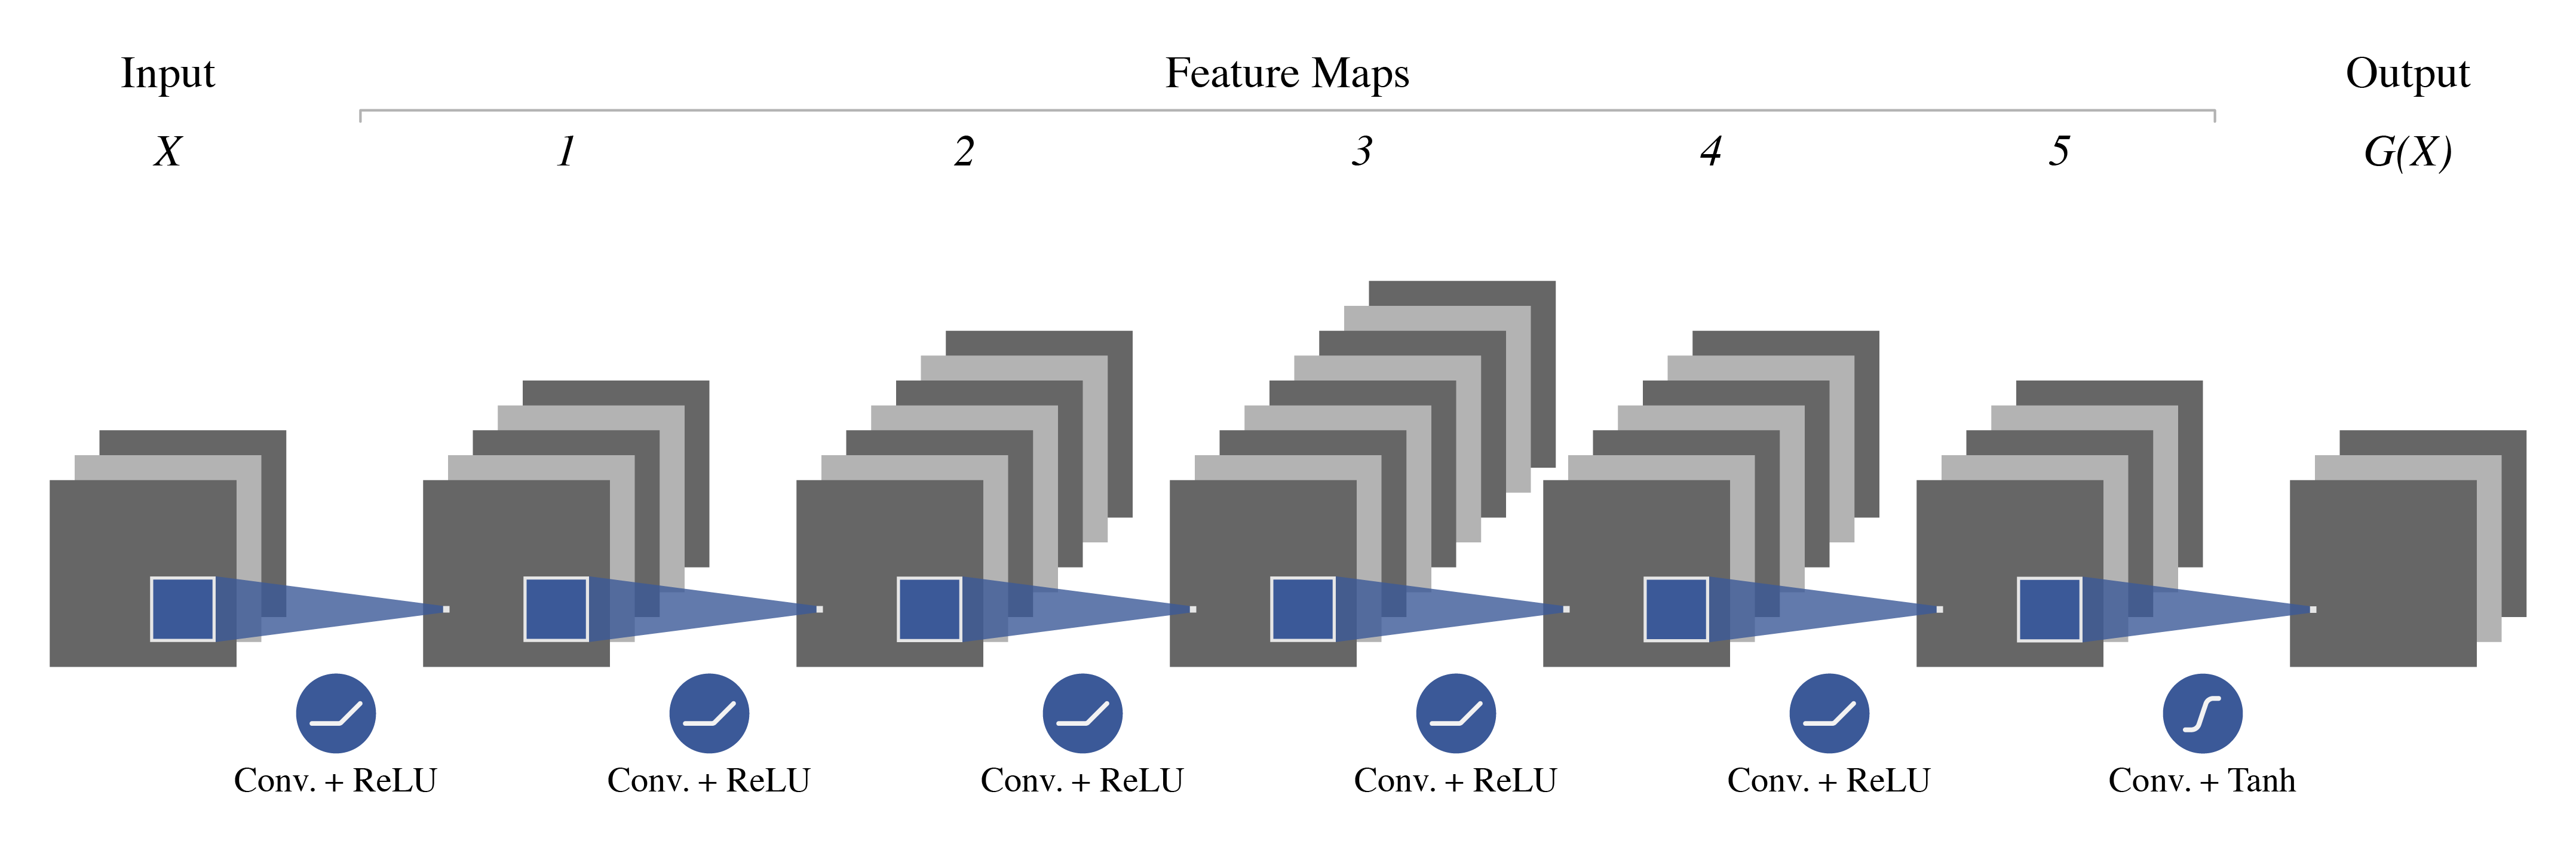 Input Feature Maps Output
X 1 2 3 4 5 G(X)
Conv. + ReLU Conv. + ReLU Conv. + ReLU Conv. + ReLU Conv. + ReLU Conv. + Tanh